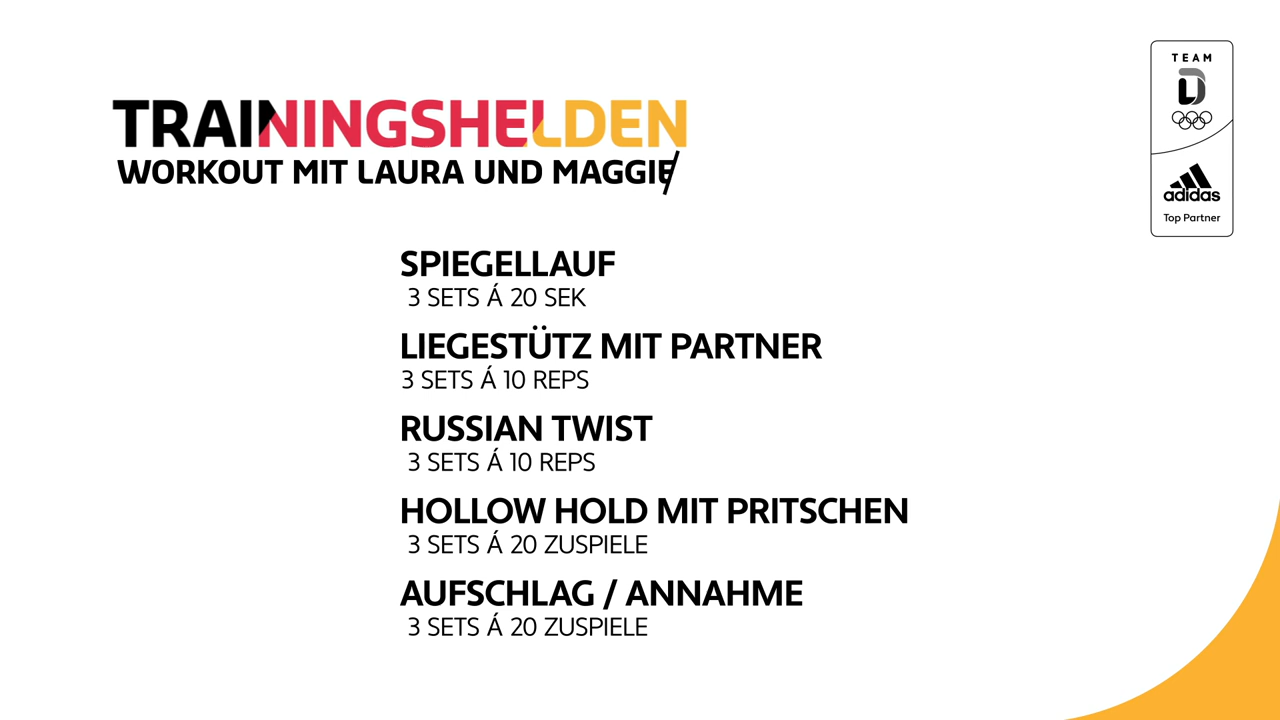 TRAININGSHELDEN
WORKOUT MIT LAURA UND MAGGIE
TEAM
D
adidas
Top Partner
SPIEGELLAUF
3 SETS Á 20 SEK
LIEGESTÜTZ MIT PARTNER
3 SETS Á 10 REPS
RUSSIAN TWIST
3 SETS Á 10 REPS
HOLLOW HOLD MIT PRITSCHEN
3 SETS Á 20 ZUSPIELE
AUFSCHLAG / ANNAHME
3 SETS Á 20 ZUSPIELE